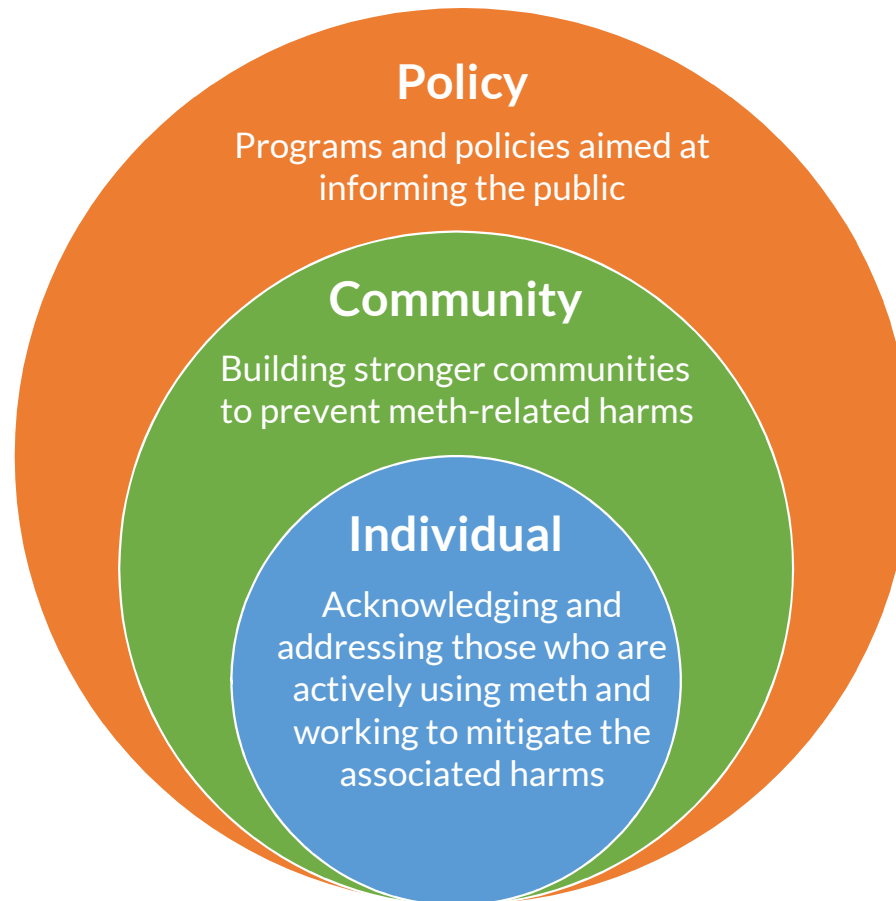 Policy
Programs and policies aimed at
informing the public
Community
Building stronger communities
to prevent meth-related harms
Individual
Acknowledging and
addressing those who are
actively using meth and
working to mitigate the
associated harms